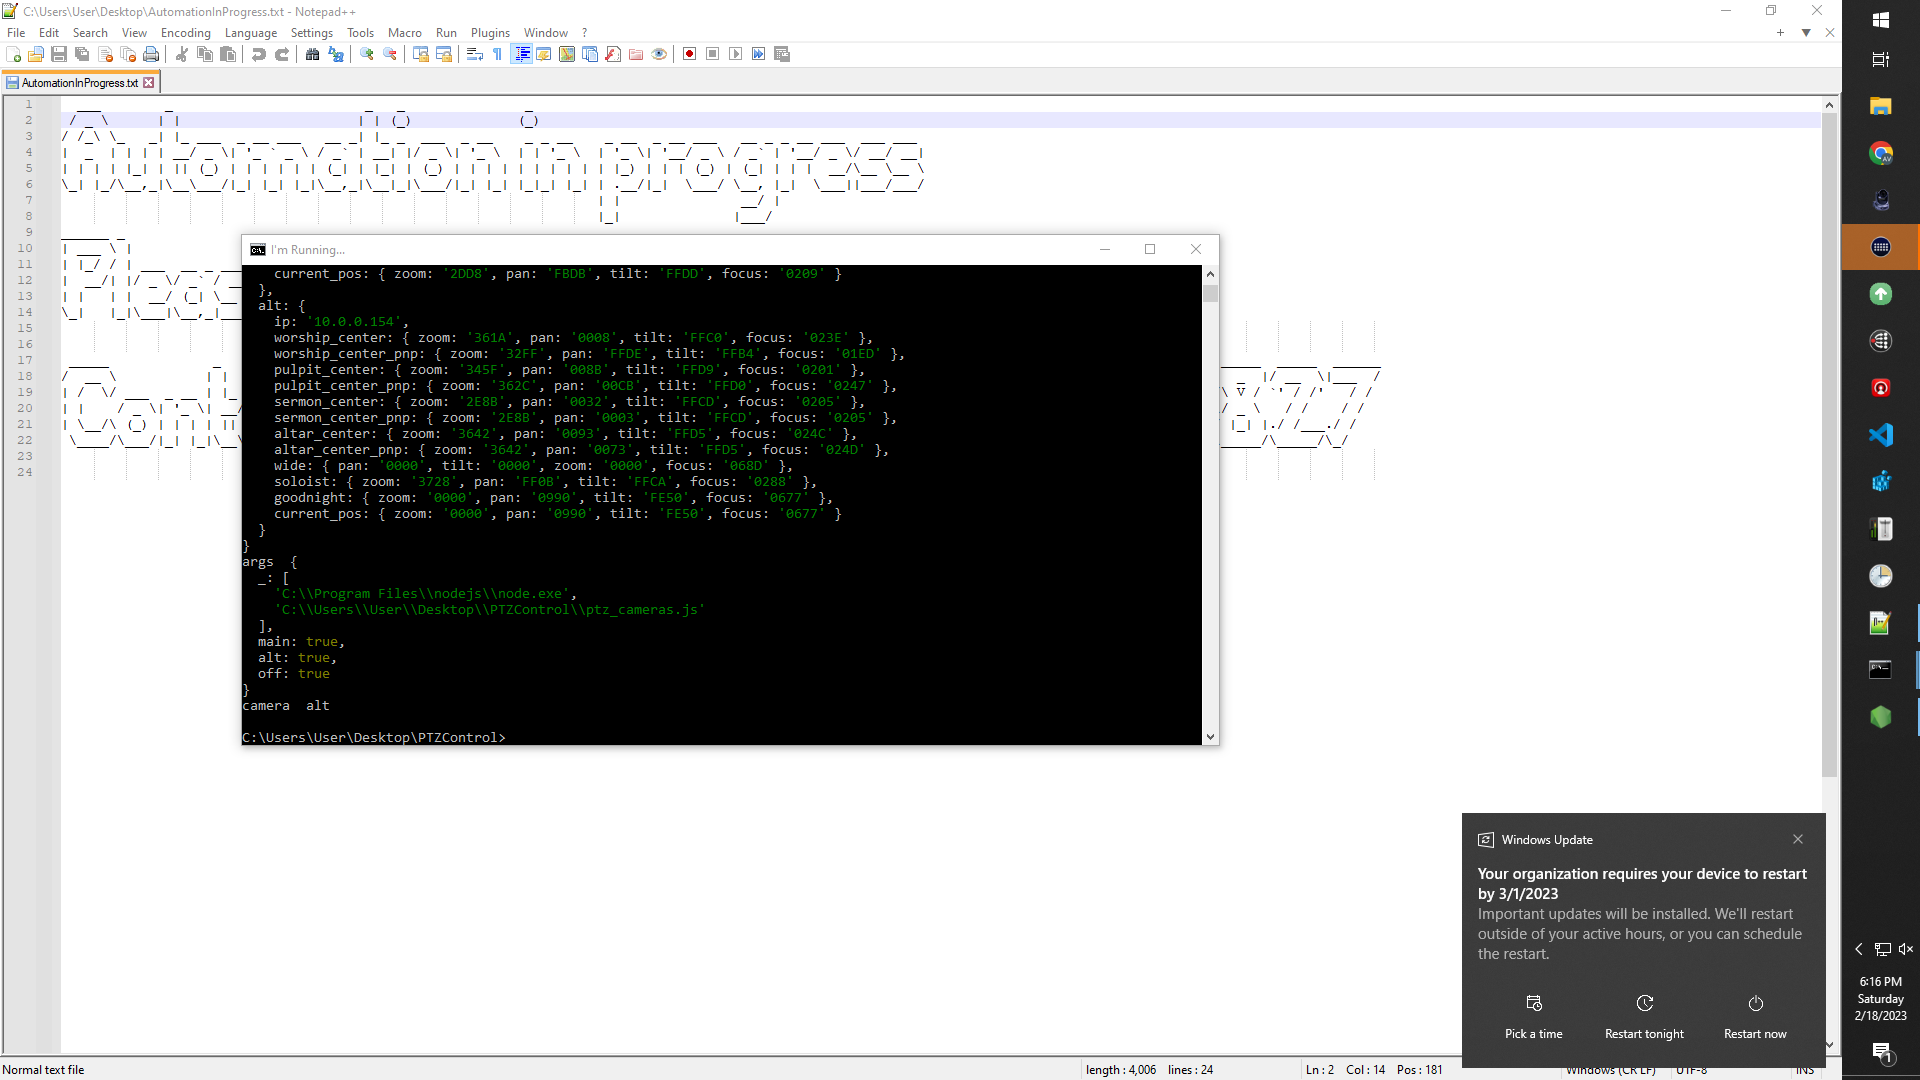 C:\Users\User\Desktop\AutomationInProgress.txt - Notepad++
File Edit Search View Encoding Language Settings Tools Macro Run Plugins Window ?
AutomationInProgress.txt
Automation in progress
I'm Running...
current_pos: { zoom: '2DD8', pan: 'FBDB', tilt: 'FFDD', focus: '0209' }
},
alt: {
ip: '10.0.0.154',
worship_center: { zoom: '361A', pan: '0008', tilt: 'FFC0', focus: '023E' },
worship_center_pnp: { zoom: '32FF', pan: 'FFDE', tilt: 'FFB4', focus: '01ED' },
pulpit_center: { zoom: '345F', pan: '008B', tilt: 'FFD9', focus: '0201' },
pulpit_center_pnp: { zoom: '362C', pan: '00CB', tilt: 'FFD0', focus: '0247' },
sermon_center: { zoom: '2E8B', pan: '0032', tilt: 'FFCD', focus: '0205' },
sermon_center_pnp: { zoom: '2E8B', pan: '0003', tilt: 'FFCD', focus: '0205' },
altar_center: { zoom: '3642', pan: '0093', tilt: 'FFD5', focus: '024C' },
altar_center_pnp: { zoom: '3642', pan: '0073', tilt: 'FFD5', focus: '024D' },
wide: { pan: '0000', tilt: '0000', zoom: '0000', focus: '068D' },
soloist: { zoom: '3728', pan: 'FF0B', tilt: 'FFCA', focus: '0288' },
goodnight: { zoom: '0000', pan: '0990', tilt: 'FE50', focus: '0677' },
current_pos: { zoom: '0000', pan: '0990', tilt: 'FE50', focus: '0677' }
}
}
args {
_: [
'C:\\Program Files\\nodejs\\node.exe',
'C:\\Users\\User\\Desktop\\PTZControl\\ptz_cameras.js'
],
main: true,
alt: true,
off: true
}
camera alt
C:\Users\User\Desktop\PTZControl>
1
2
3
4
5
6
7
8
9
10
11
12
13
14
15
16
17
18
19
20
21
22
23
24
Windows Update
Your organization requires your device to restart
by 3/1/2023
Important updates will be installed. We'll restart
outside of your active hours, or you can schedule
the restart.
Pick a time Restart tonight Restart now
6:16 PM
Saturday
2/18/2023
1
Normal text file length : 4,006 lines : 24 Ln : 2 Col : 14 Pos : 181 Windows (CR LF) UTF-8 INS